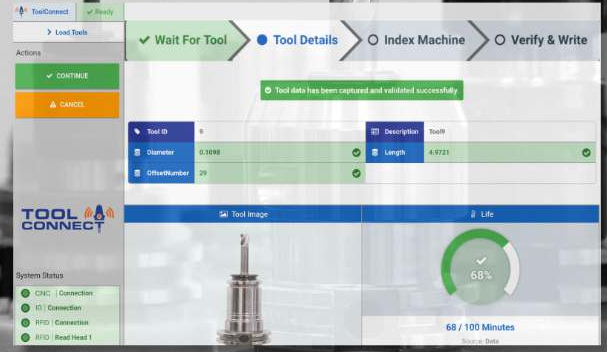 ToolConnect
Ready
Load Tools
Wait For Tool
Tool Details
Index Machine
Verify & Write
Actions
CONTINUE
CANCEL
Tool data has been captured and validated successfully.
Tool ID 9 Description Tool9
Diameter 0.1098 Length 4.9721
OffsetNumber 29
TOOL
CONNECT
Tool Image
Life
68%
68 / 100 Minutes
Source: Data
System Status
CNC | Connection
IO | Connection
RFID | Connection
RFID | Read Head 1